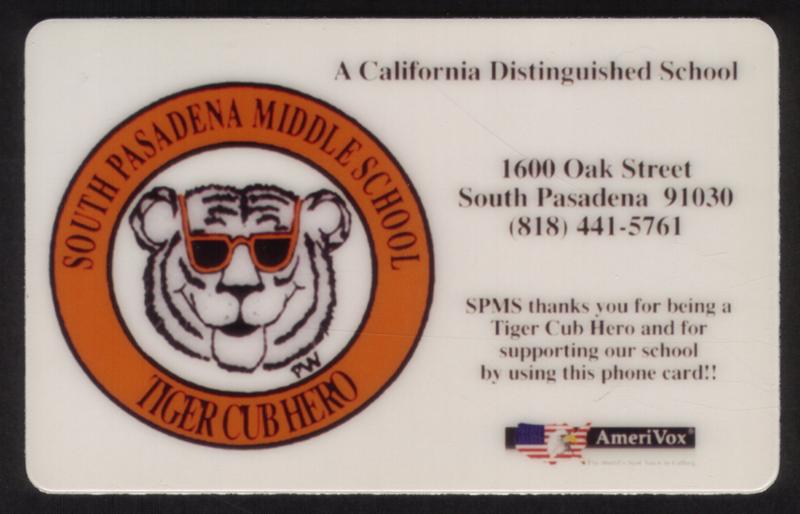 A California Distinguished School
SOUTH PASADENA MIDDLE SCHOOL
TIGER CUB HERO
PW
1600 Oak Street
South Pasadena 91030
(818) 441-5761
SPMS thanks you for being a
Tiger Cub Hero and for
supporting our school
by using this phone card!!
AmeriVox®